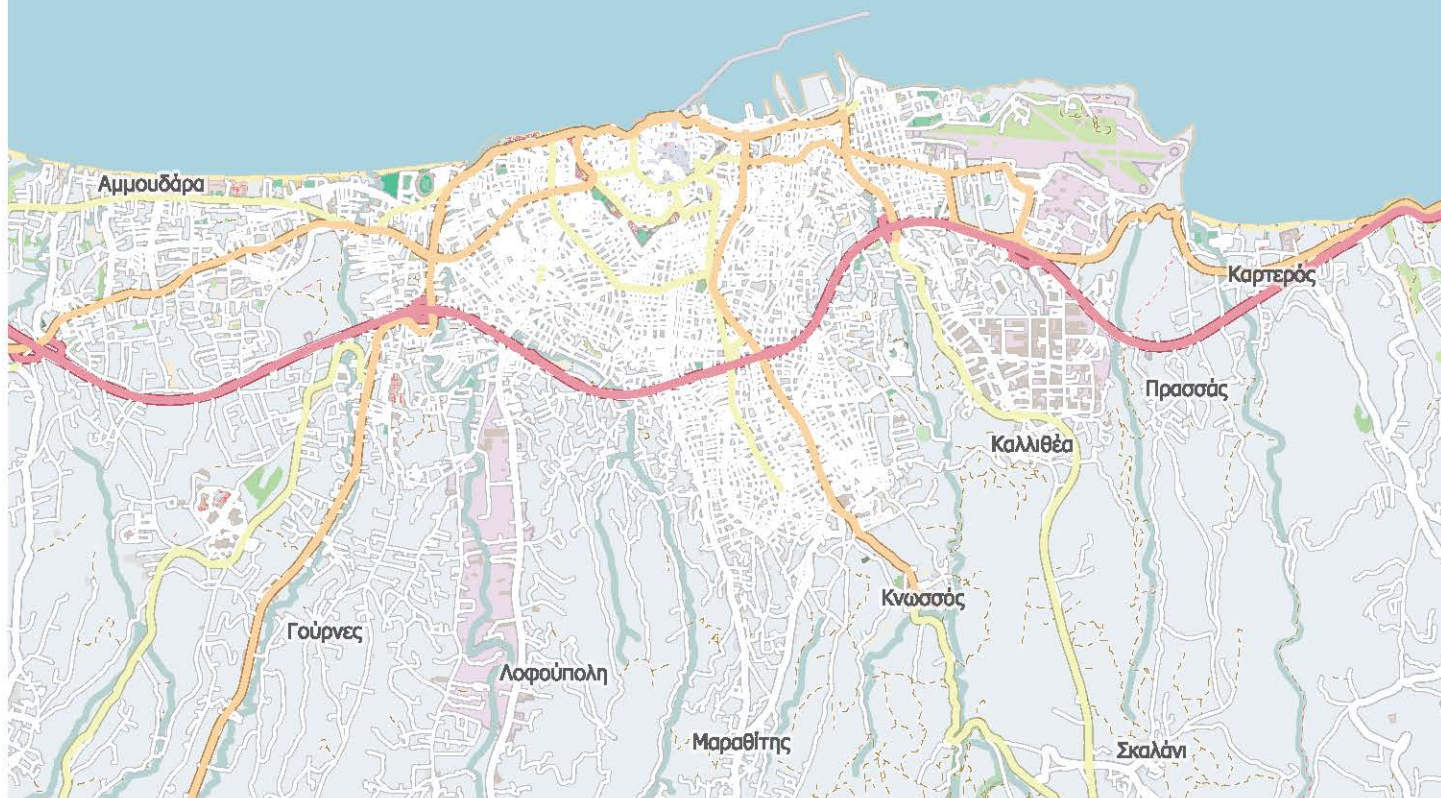 Αμμουδάρα
Καρτερός
Πρασσάς
Καλλιθέα
Κνωσσός
Γούρνες
Λοφούπολη
Μαραθίτης
Σκαλάνι